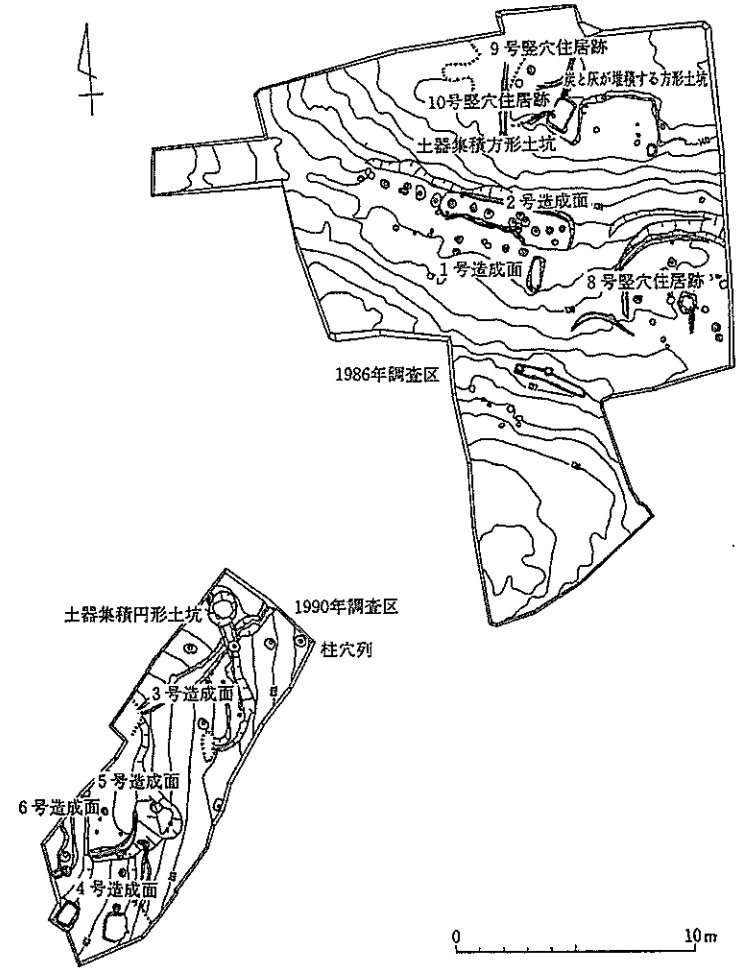 9号竪穴住居跡
炭と灰が堆積する方形土坑
10号竪穴住居跡
土器集積方形土坑
2号造成面
1号造成面
8号竪穴住居跡
1986年調査区
土器集積円形土坑
1990年調査区
柱穴列
3号造成面
5号造成面
6号造成面
4号造成面
0 10m